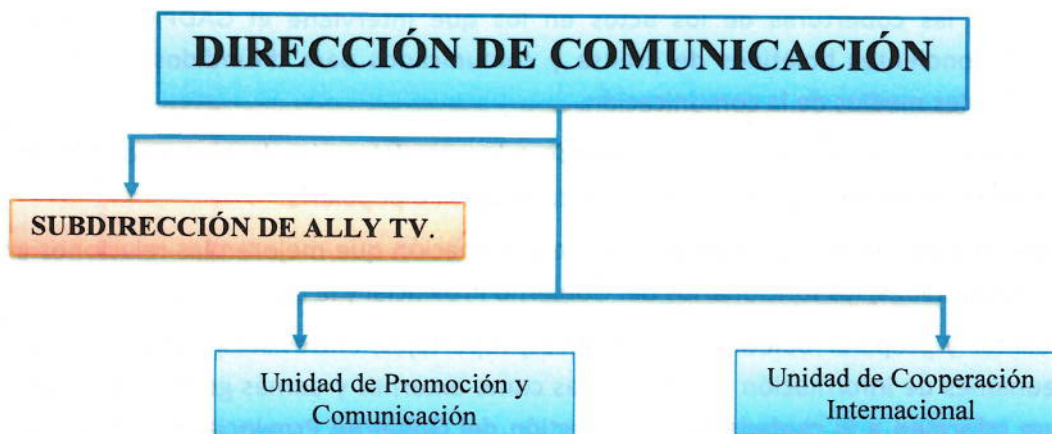 DIRECCIÓN DE COMUNICACIÓN
SUBDIRECCIÓN DE ALLY TV.
Unidad de Promoción y
Comunicación
Unidad de Cooperación
Internacional